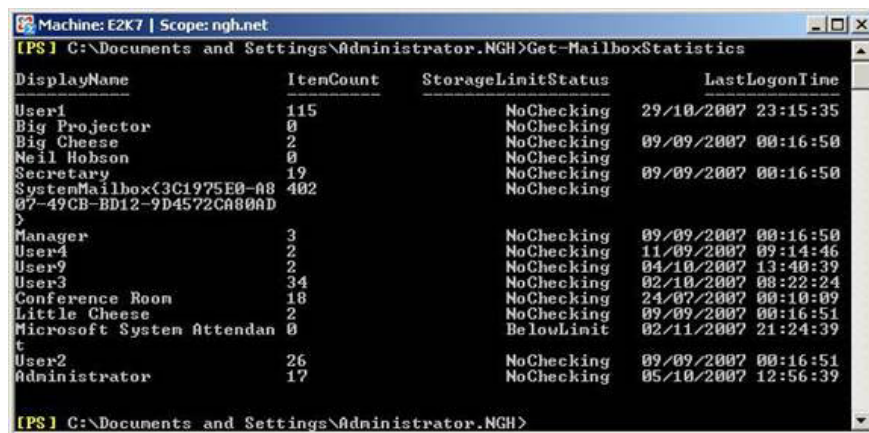 Machine: E2K7 | Scope: ngh.net
[PS] C:\Documents and Settings\Administrator.NGH>Get-MailboxStatistics
DisplayName ItemCount StorageLimitStatus LastLogonTime
----------- --------- ------------------ -------------
User1 115 NoChecking 29/10/2007 23:15:35
Big Projector 0 NoChecking
Big Cheese 2 NoChecking 09/09/2007 00:16:50
Neil Hobson 0 NoChecking
Secretary 19 NoChecking 09/09/2007 00:16:50
SystemMailbox{3C1975E0-A8 402 NoChecking
07-49CB-BD12-9D4572CA80AD
}
Manager 3 NoChecking 09/09/2007 00:16:50
User4 2 NoChecking 11/09/2007 09:14:46
User9 2 NoChecking 04/10/2007 13:40:39
User3 34 NoChecking 02/10/2007 08:22:24
Conference Room 18 NoChecking 24/07/2007 00:10:09
Little Cheese 2 NoChecking 09/09/2007 00:16:51
Microsoft System Attendan 0 BelowLimit 02/11/2007 21:24:39
t
User2 26 NoChecking 09/09/2007 00:16:51
Administrator 17 NoChecking 05/10/2007 12:56:39
[PS] C:\Documents and Settings\Administrator.NGH>